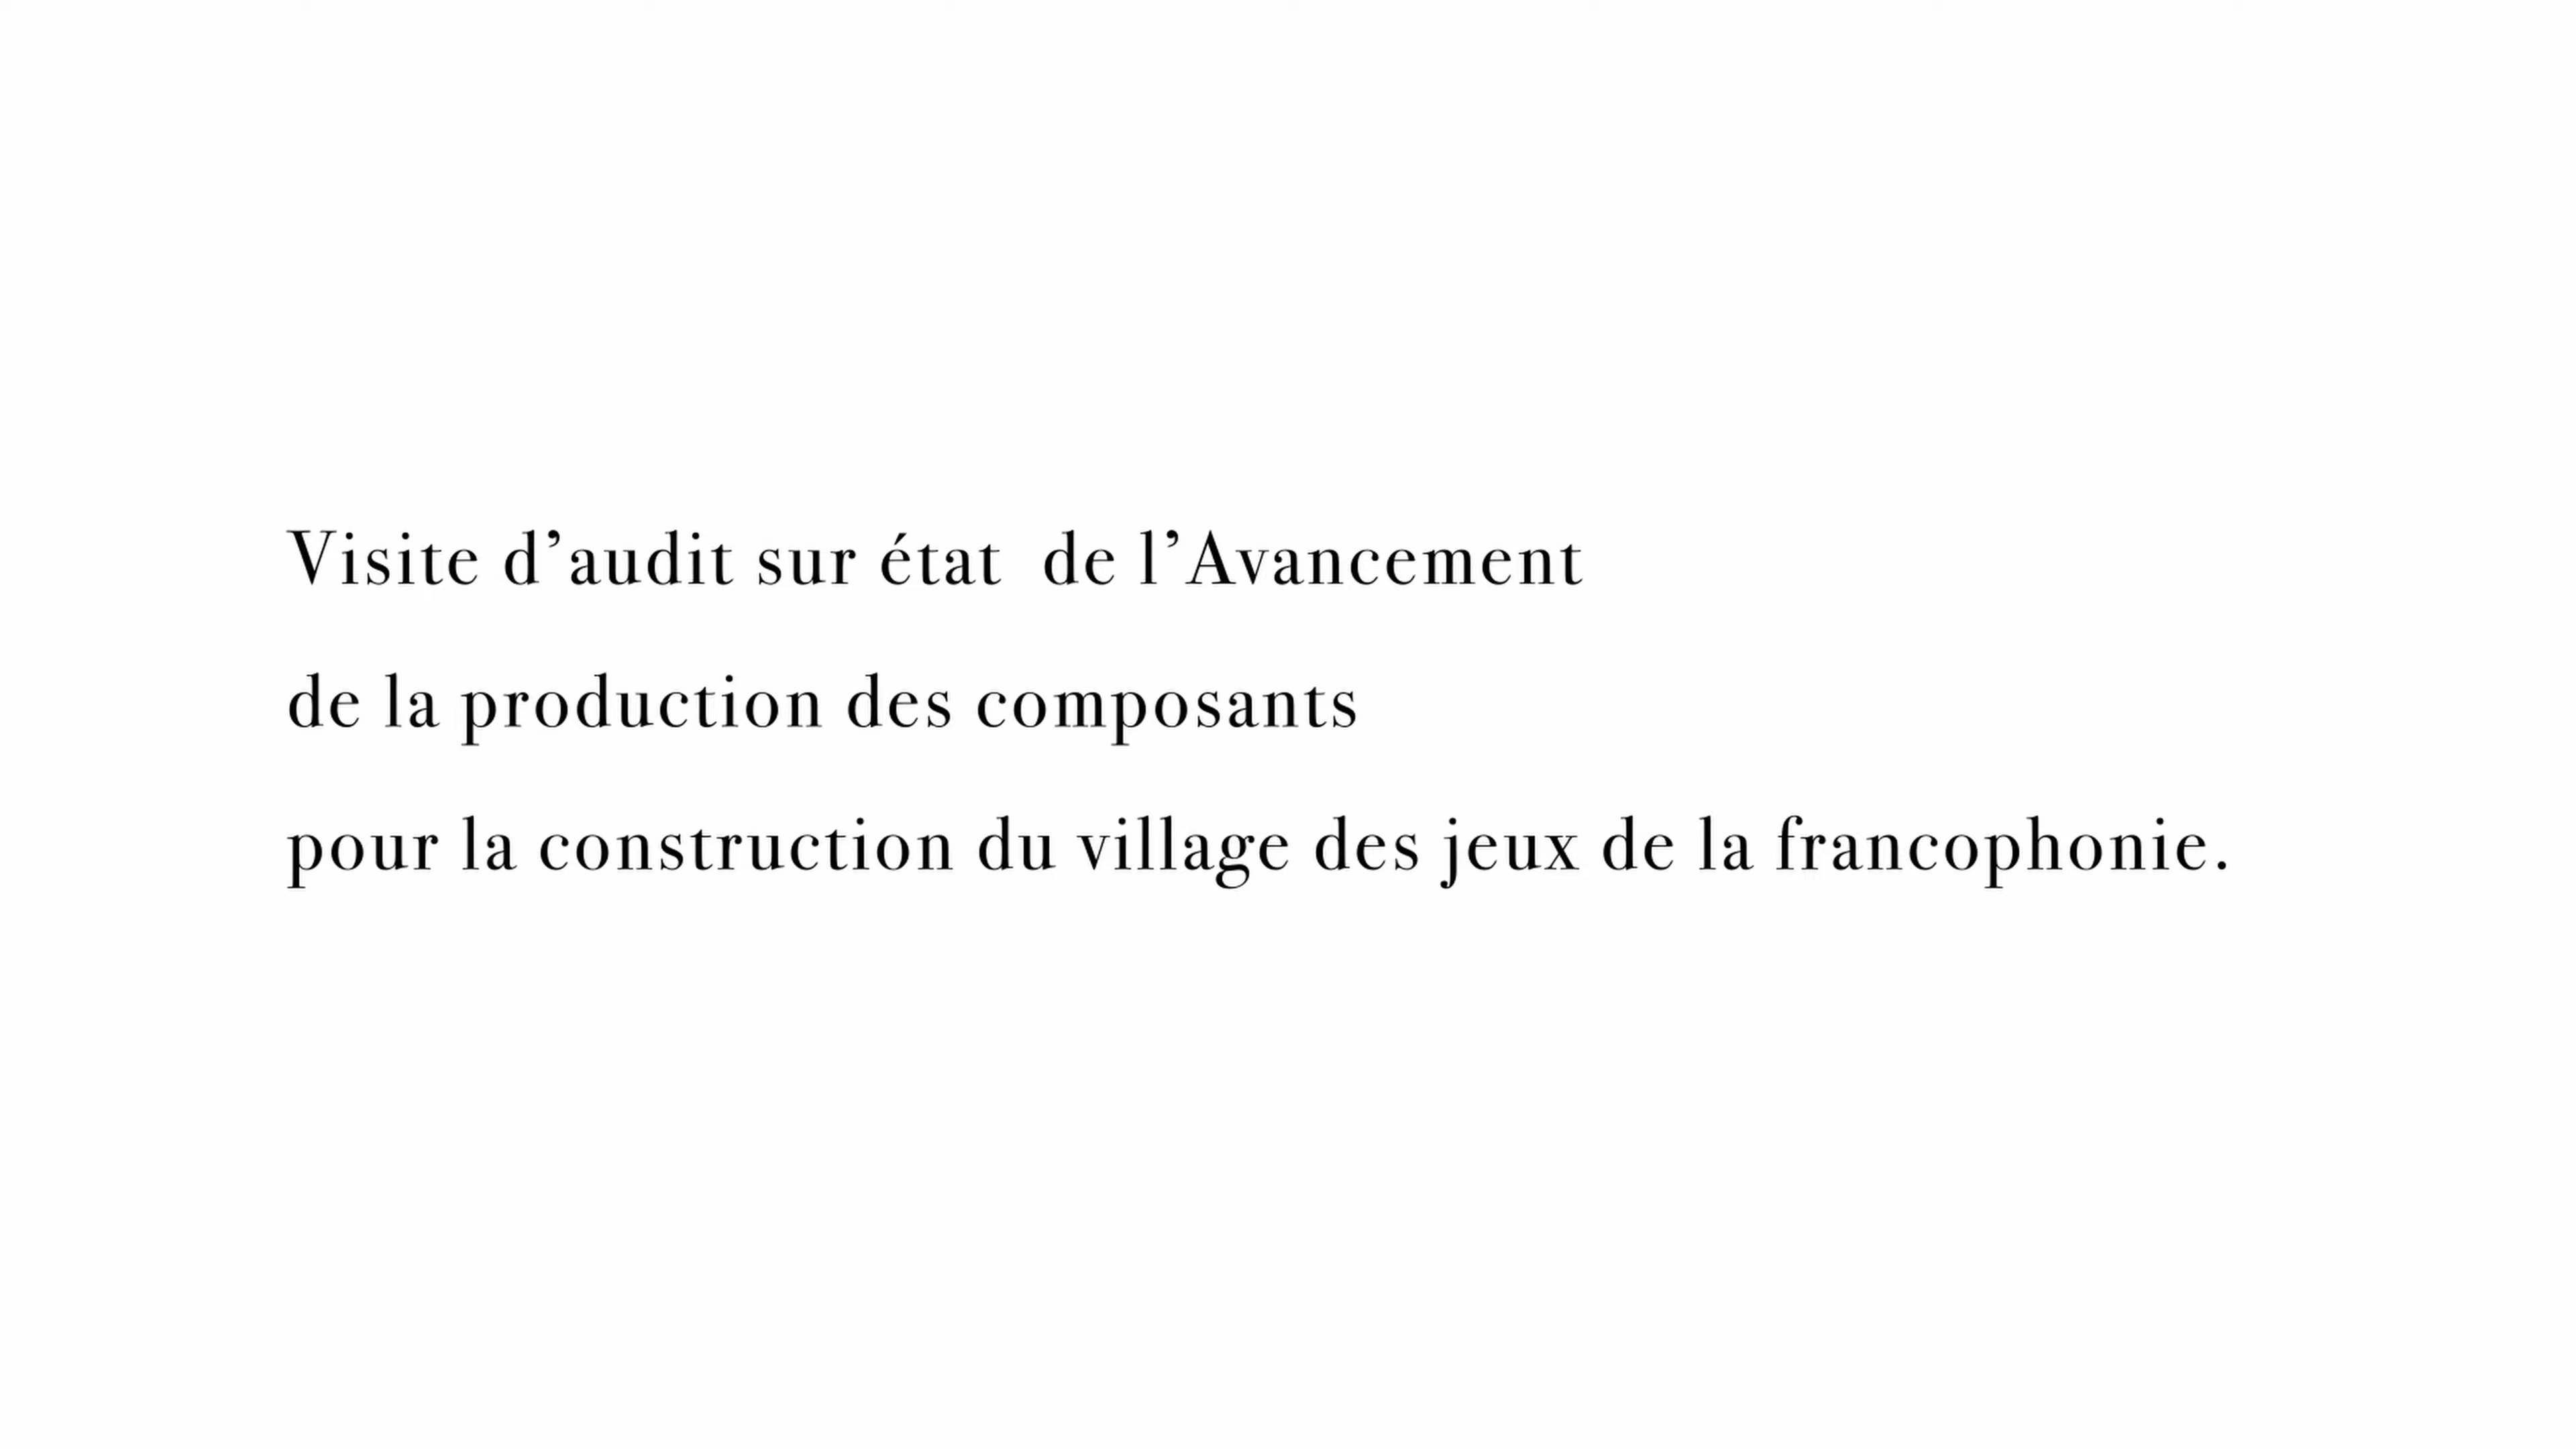 Visite d’audit sur état  de l’Avancement
de la production des composants
pour la construction du village des jeux de la francophonie.